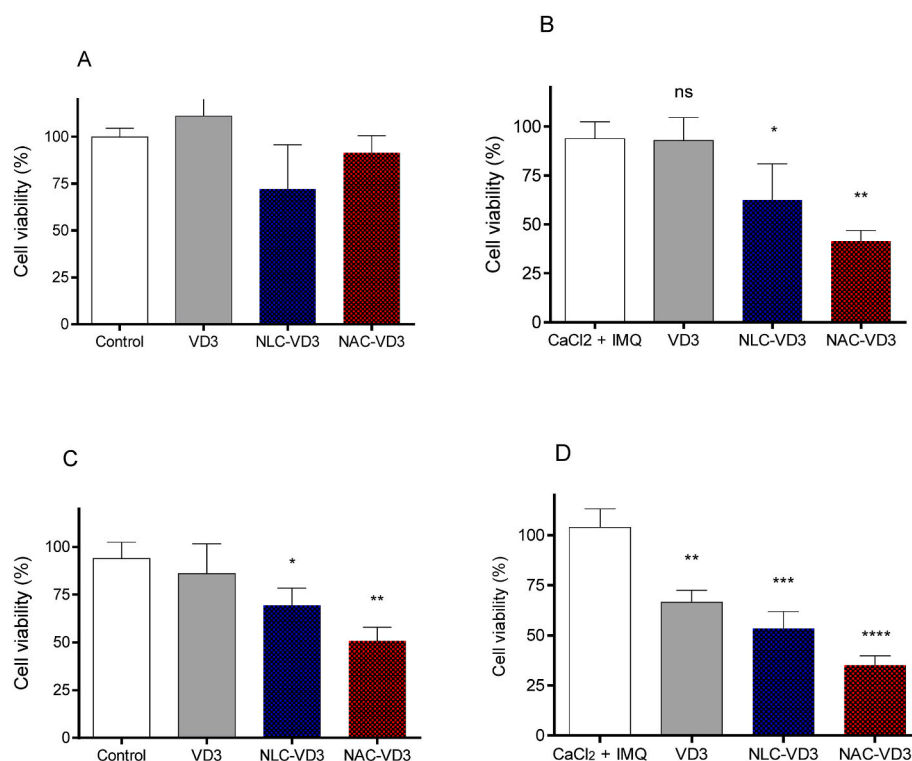 A
Cell viability (%)
100
75
50
25
0
Control VD3 NLC-VD3 NAC-VD3
B
ns
*
**
Cell viability (%)
100
75
50
25
0
CaCl2 + IMQ VD3 NLC-VD3 NAC-VD3
C
*
**
Cell viability (%)
100
75
50
25
0
Control VD3 NLC-VD3 NAC-VD3
D
**
***
****
Cell viability (%)
100
75
50
25
0
CaCl₂ + IMQ VD3 NLC-VD3 NAC-VD3